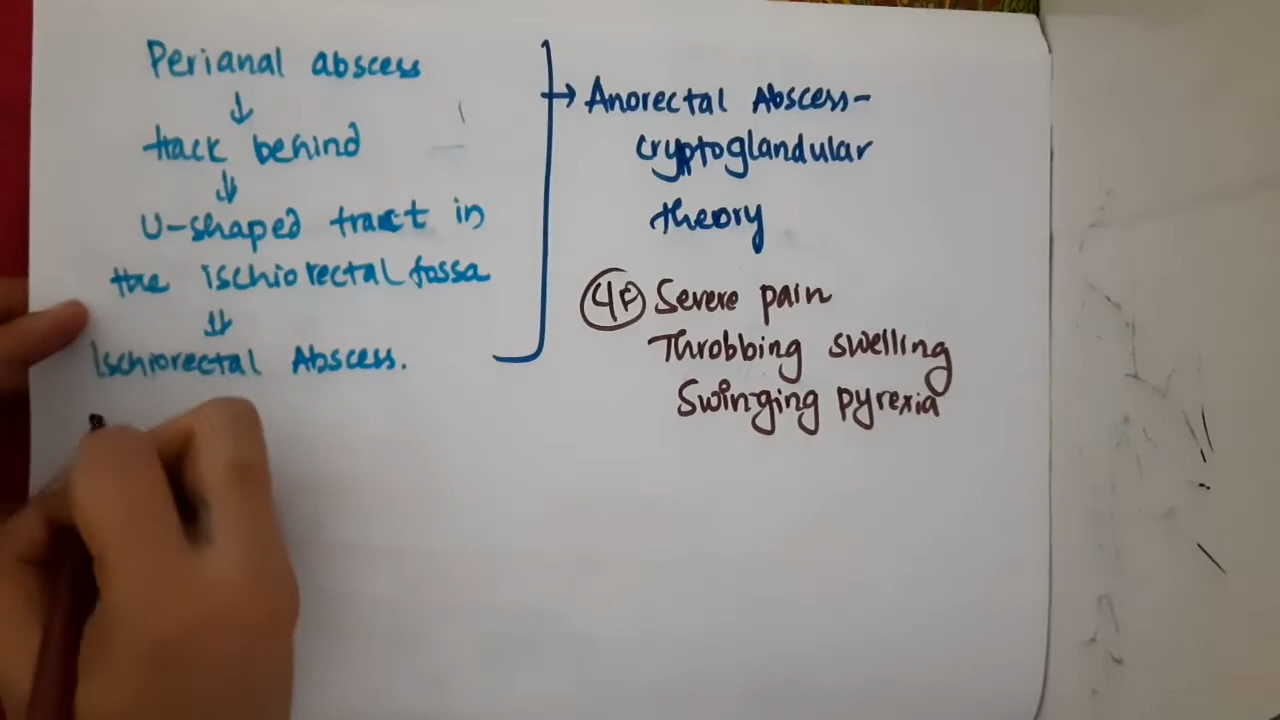 Perianal abscess
↓
track behind
↓
U-shaped tract in
the ischiorectal fossa
⇓
Ischiorectal Abscess.
→ Anorectal Abscess-
cryptoglandular
theory
Severe pain
Throbbing swelling
Swinging pyrexia